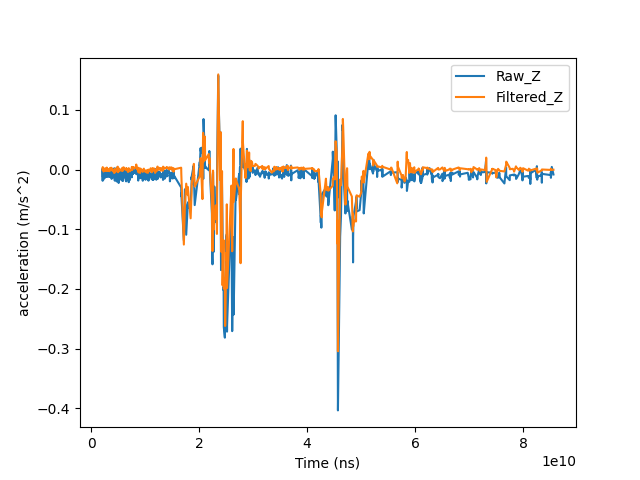 Raw_Z
Filtered_Z
0.1
0.0
−0.1
−0.2
−0.3
−0.4
acceleration (m/s^2)
0
2
4
6
8
1e10
Time (ns)